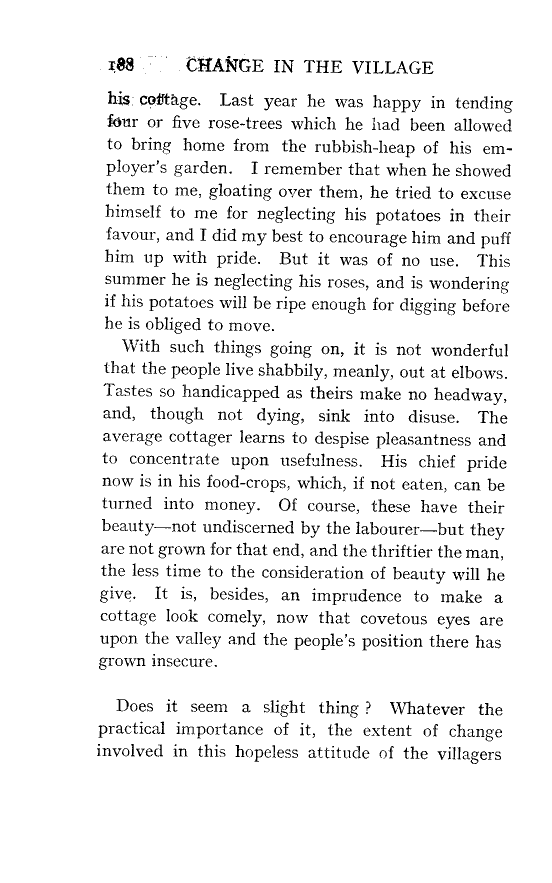 188 CHANGE IN THE VILLAGE
his cottage. Last year he was happy in tending
four or five rose-trees which he had been allowed
to bring home from the rubbish-heap of his em-
ployer's garden. I remember that when he showed
them to me, gloating over them, he tried to excuse
himself to me for neglecting his potatoes in their
favour, and I did my best to encourage him and puff
him up with pride. But it was of no use. This
summer he is neglecting his roses, and is wondering
if his potatoes will be ripe enough for digging before
he is obliged to move.
With such things going on, it is not wonderful
that the people live shabbily, meanly, out at elbows.
Tastes so handicapped as theirs make no headway,
and, though not dying, sink into disuse. The
average cottager learns to despise pleasantness and
to concentrate upon usefulness. His chief pride
now is in his food-crops, which, if not eaten, can be
turned into money. Of course, these have their
beauty—not undiscerned by the labourer—but they
are not grown for that end, and the thriftier the man,
the less time to the consideration of beauty will he
give. It is, besides, an imprudence to make a
cottage look comely, now that covetous eyes are
upon the valley and the people's position there has
grown insecure.
Does it seem a slight thing? Whatever the
practical importance of it, the extent of change
involved in this hopeless attitude of the villagers